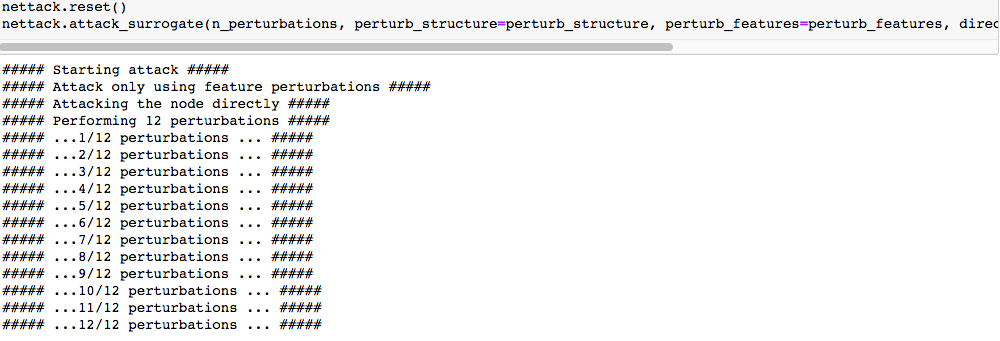 nettack.reset()
nettack.attack_surrogate(n_perturbations, perturb_structure=perturb_structure, perturb_features=perturb_features, direc
##### Starting attack #####
##### Attack only using feature perturbations #####
##### Attacking the node directly #####
##### Performing 12 perturbations #####
##### ...1/12 perturbations ... #####
##### ...2/12 perturbations ... #####
##### ...3/12 perturbations ... #####
##### ...4/12 perturbations ... #####
##### ...5/12 perturbations ... #####
##### ...6/12 perturbations ... #####
##### ...7/12 perturbations ... #####
##### ...8/12 perturbations ... #####
##### ...9/12 perturbations ... #####
##### ...10/12 perturbations ... #####
##### ...11/12 perturbations ... #####
##### ...12/12 perturbations ... #####